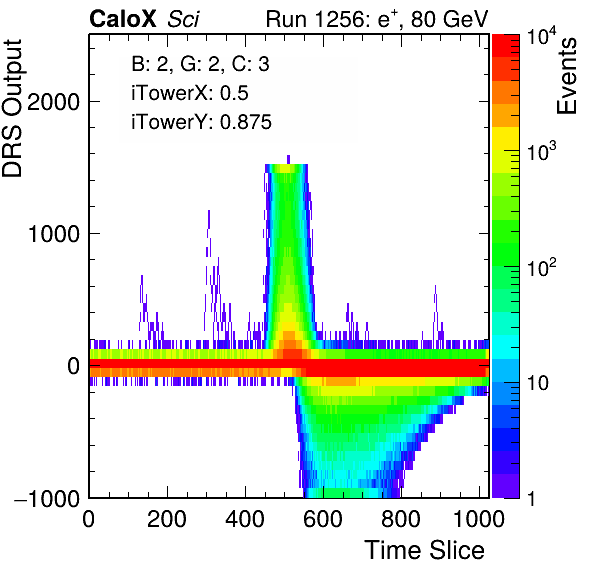 CaloX Sci Run 1256: e⁺, 80 GeV
B: 2, G: 2, C: 3
iTowerX: 0.5
iTowerY: 0.875
DRS Output
2000
1000
0
−1000
0 200 400 600 800 1000
Time Slice
Events
10⁴
10³
10²
10
1